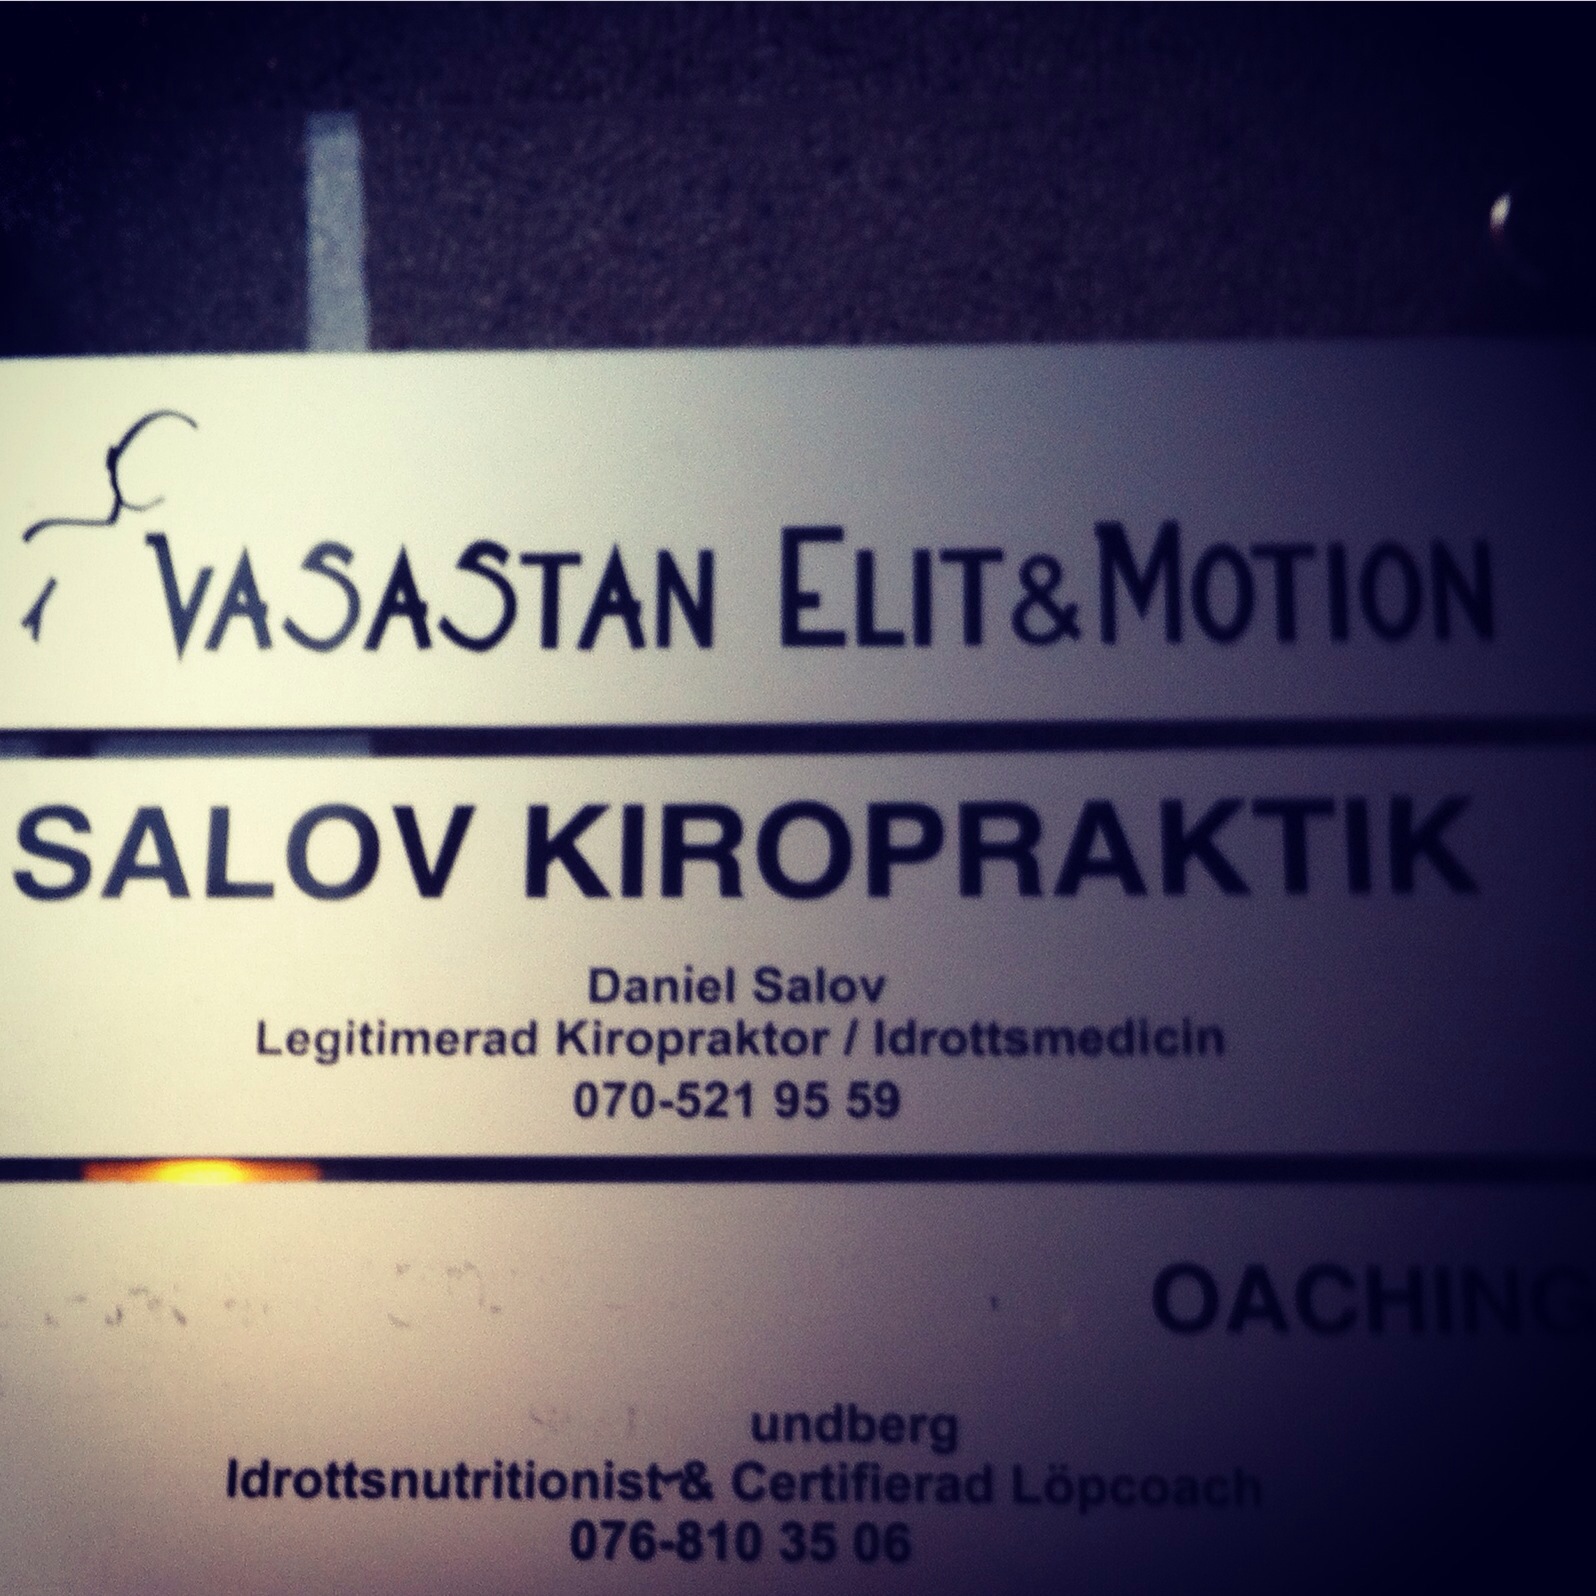 VASASTAN ELIT&MOTION
SALOV KIROPRAKTIK
Daniel Salov
Legitimerad Kiropraktor / Idrottsmedicin
070-521 95 59
OACHING
undberg
Idrottsnutritionist & Certifierad Löpcoach
076-810 35 06